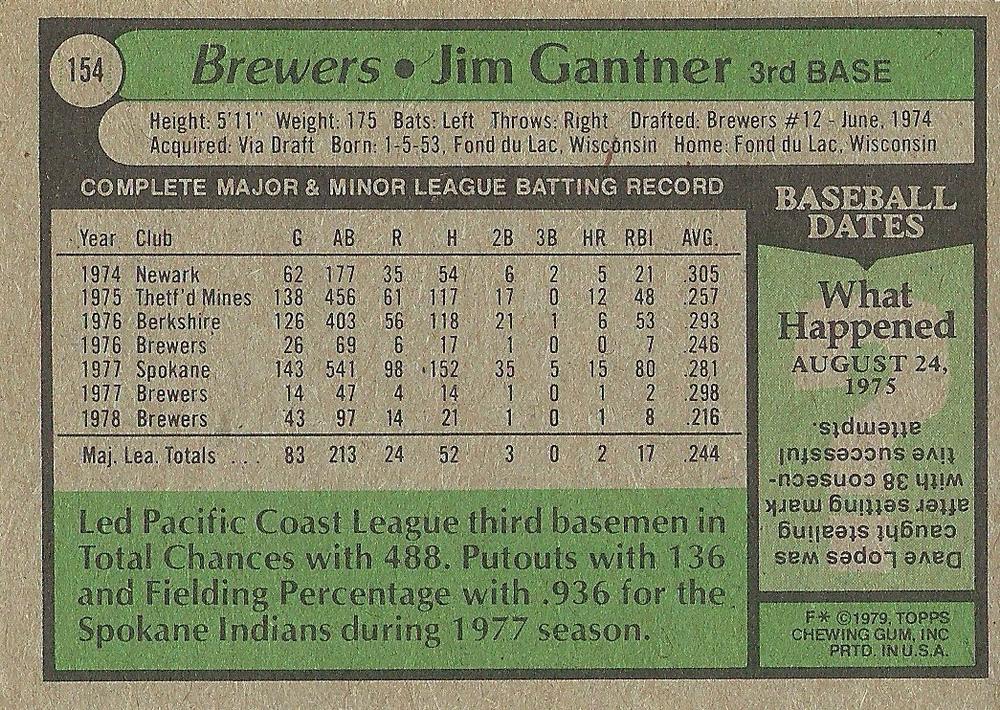 154
Brewers • Jim Gantner 3rd BASE
Height: 5'11" Weight: 175 Bats: Left Throws: Right Drafted: Brewers #12 - June, 1974
Acquired: Via Draft Born: 1-5-53, Fond du Lac, Wisconsin Home: Fond du Lac, Wisconsin
COMPLETE MAJOR & MINOR LEAGUE BATTING RECORD
Year Club G AB R H 2B 3B HR RBI AVG.
1974 Newark 62 177 35 54 6 2 5 21 .305
1975 Thetf'd Mines 138 456 61 117 17 0 12 48 .257
1976 Berkshire 126 403 56 118 21 1 6 53 .293
1976 Brewers 26 69 6 17 1 0 0 7 .246
1977 Spokane 143 541 98 152 35 5 15 80 .281
1977 Brewers 14 47 4 14 1 0 1 2 .298
1978 Brewers 43 97 14 21 1 0 1 8 .216
Maj. Lea. Totals .... 83 213 24 52 3 0 2 17 .244
Led Pacific Coast League third basemen in
Total Chances with 488. Putouts with 136
and Fielding Percentage with .936 for the
Spokane Indians during 1977 season.
BASEBALL
DATES
What
Happened
AUGUST 24,
1975
Dave Lopes was
caught stealing
after setting mark
with 38 consecu-
tive successful
attempts.
F* ©1979, TOPPS
CHEWING GUM, INC
PRTD. IN U.S.A.